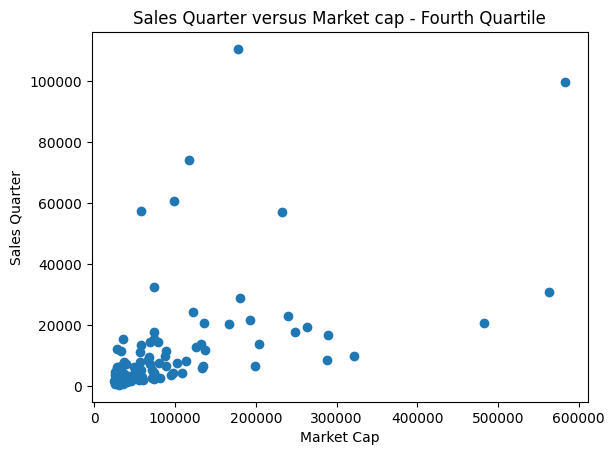 Sales Quarter versus Market cap - Fourth Quartile
100000
80000
60000
40000
20000
0
Sales Quarter
0 100000 200000 300000 400000 500000 600000
Market Cap